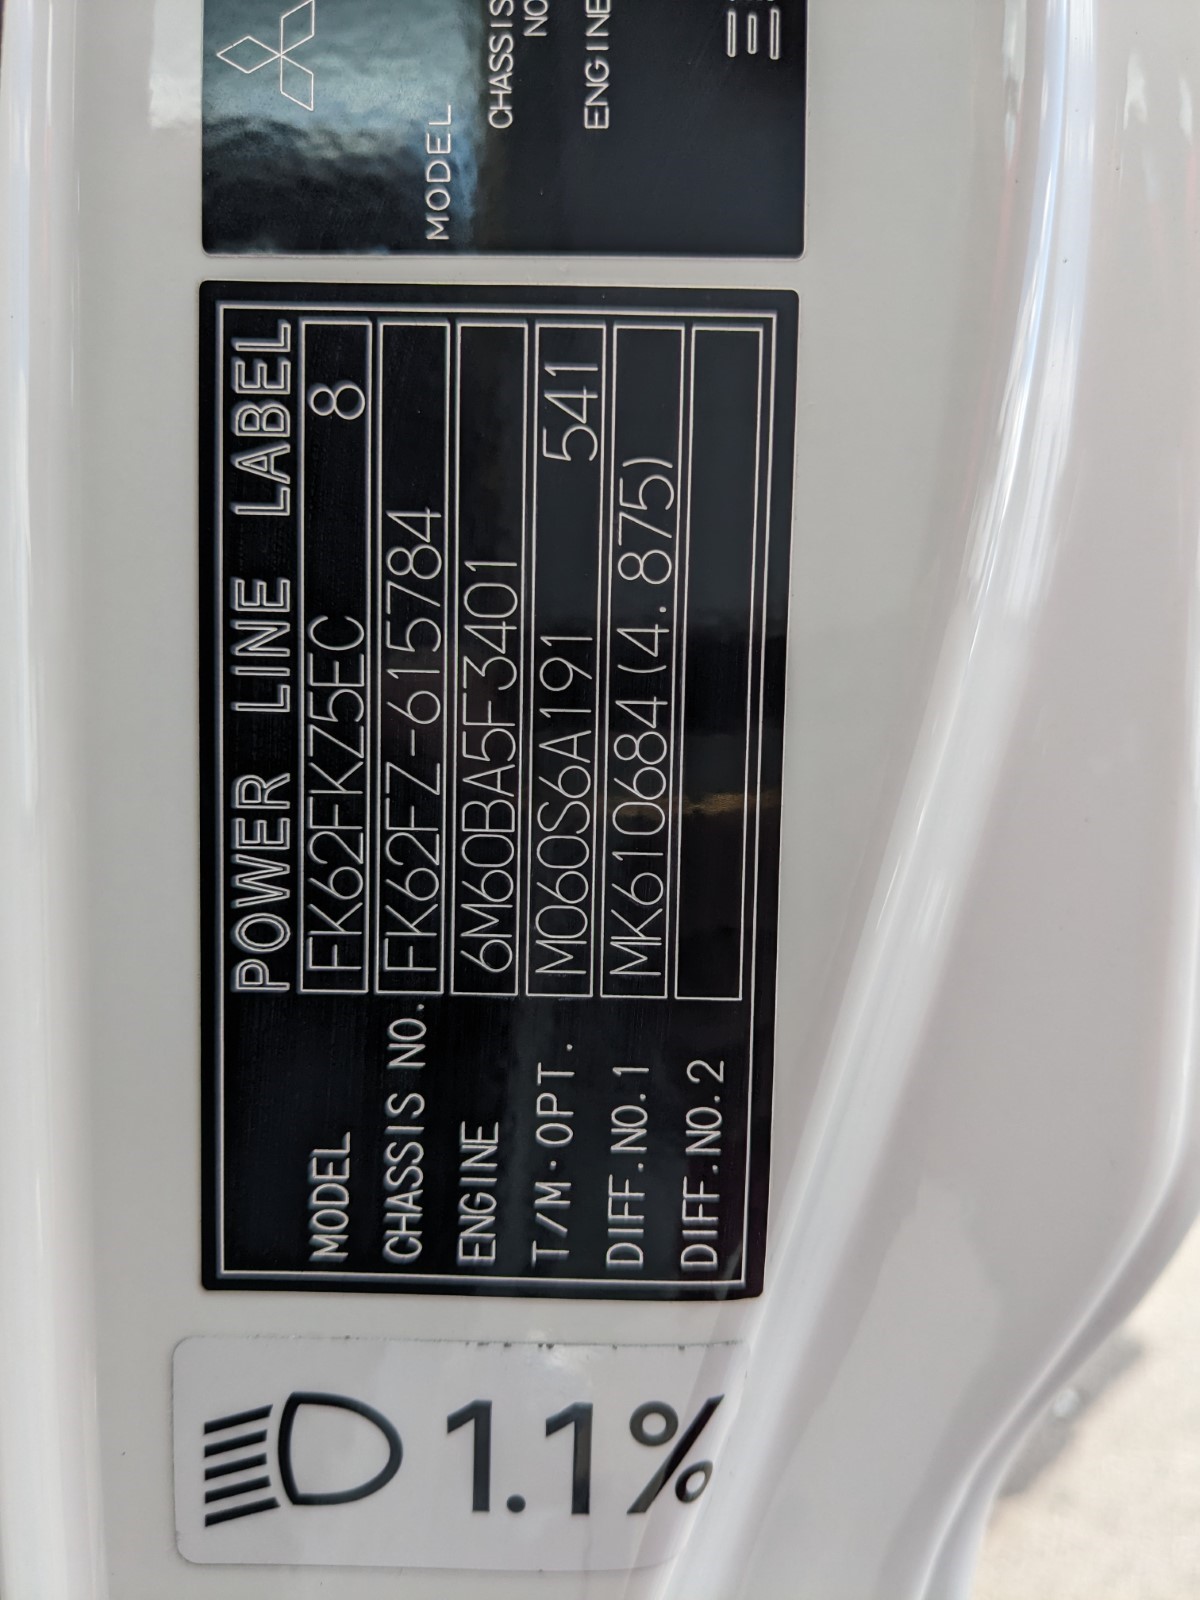 POWER LINE LABEL
MODEL FK62FKZ5EC 8
CHASSIS NO. FK62FZ-615784
ENGINE 6M60BA5F3401
T/M·OPT. M060S6A191 541
DIFF.NO.1 MK610684(4.875)
DIFF.NO.2
1.1%
MODEL
CHASSIS
NO
ENGINE